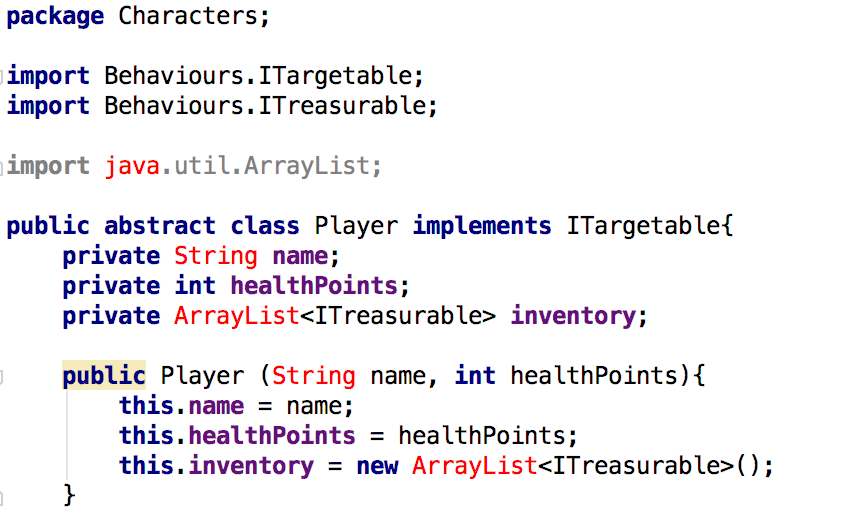 package Characters;
import Behaviours.ITargetable;
import Behaviours.ITreasurable;
import java.util.ArrayList;
public abstract class Player implements ITargetable{
    private String name;
    private int healthPoints;
    private ArrayList<ITreasurable> inventory;
    public Player (String name, int healthPoints){
        this.name = name;
        this.healthPoints = healthPoints;
        this.inventory = new ArrayList<ITreasurable>();
    }